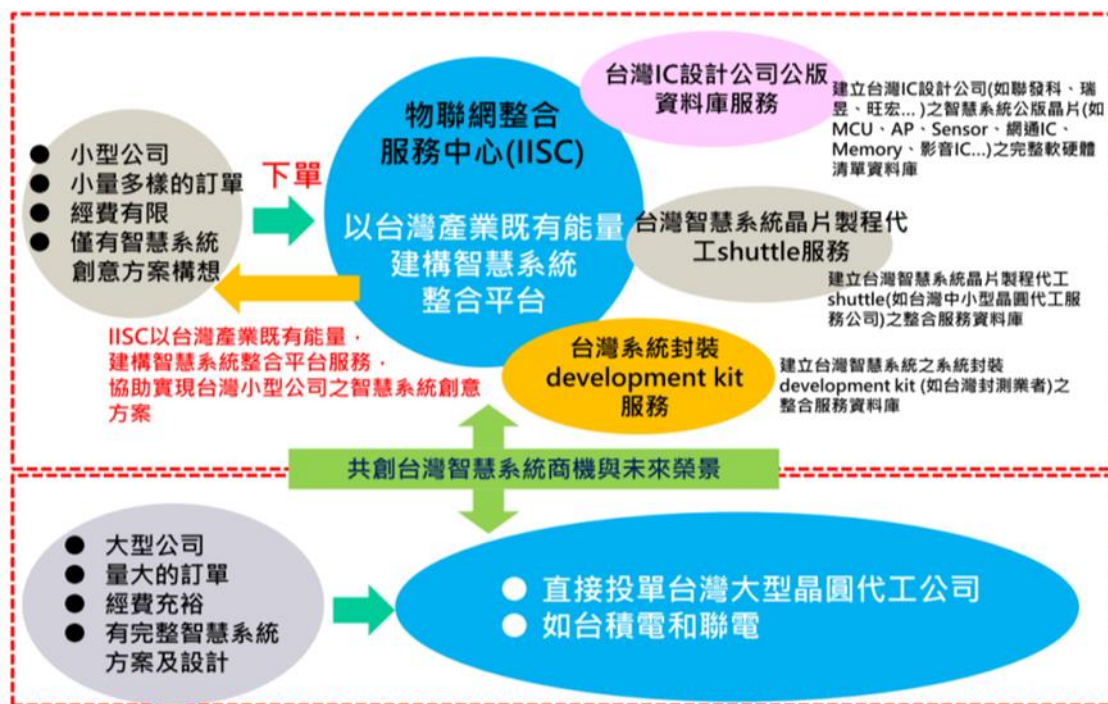 台灣IC設計公司公版
資料庫服務
建立台灣IC設計公司(如聯發科、瑞
昱、旺宏…)之智慧系統公版晶片(如
MCU、AP、Sensor、網通IC、
Memory、影音IC…)之完整軟硬體
清單資料庫
物聯網整合
服務中心(IISC)
以台灣產業既有能量
建構智慧系統
整合平台
● 小型公司
● 小量多樣的訂單
● 經費有限
● 僅有智慧系統
創意方案構想
下單
台灣智慧系統晶片製程代
工shuttle服務
建立台灣智慧系統晶片製程代工
shuttle(如台灣中小型晶圓代工服
務公司)之整合服務資料庫
IISC以台灣產業既有能量，
建構智慧系統整合平台服務，
協助實現台灣小型公司之智慧系統創意
方案
台灣系統封裝
development kit
服務
建立台灣智慧系統之系統封裝
development kit (如台灣封測業者)之
整合服務資料庫
共創台灣智慧系統商機與未來榮景
● 大型公司
● 量大的訂單
● 經費充裕
● 有完整智慧系統
方案及設計
● 直接投單台灣大型晶圓代工公司
● 如台積電和聯電